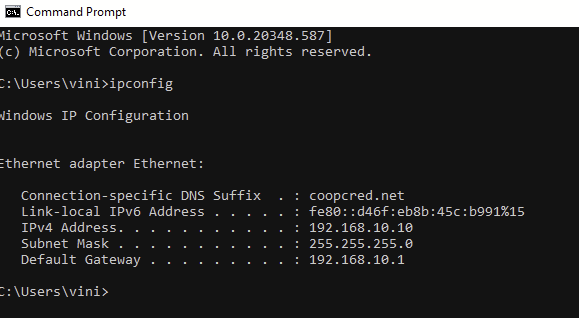 Command Prompt
Microsoft Windows [Version 10.0.20348.587]
(c) Microsoft Corporation. All rights reserved.
C:\Users\vini>ipconfig
Windows IP Configuration
Ethernet adapter Ethernet:
Connection-specific DNS Suffix  . : coopcred.net
Link-local IPv6 Address . . . . . : fe80::d46f:eb8b:45c:b991%15
IPv4 Address. . . . . . . . . . . : 192.168.10.10
Subnet Mask . . . . . . . . . . . : 255.255.255.0
Default Gateway . . . . . . . . . : 192.168.10.1
C:\Users\vini>